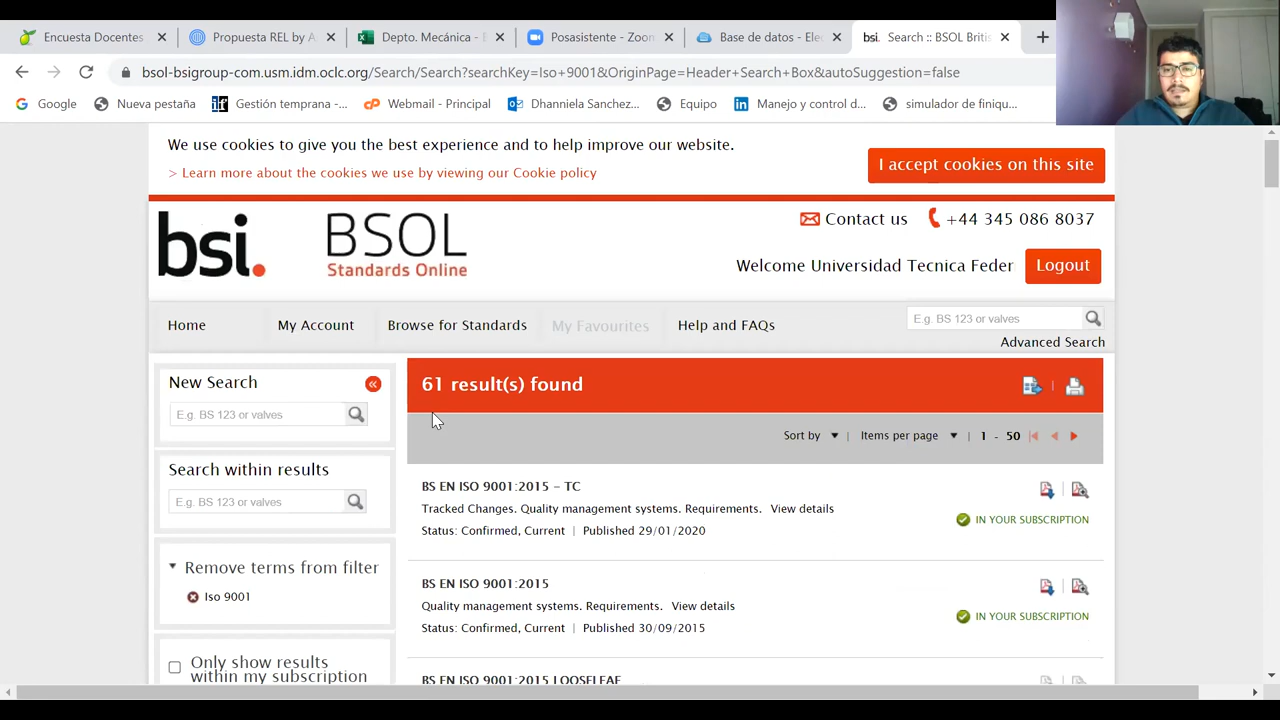 Encuesta Docentes
Propuesta REL by A
Depto. Mecánica - E
Posasistente - Zoom
Base de datos - Elec
bsi. Search :: BSOL Briti
bsol-bsigroup-com.usm.idm.oclc.org/Search/Search?searchKey=Iso+9001&OriginPage=Header+Search+Box&autoSuggestion=false
Google
Nueva pestaña
Gestión temprana -...
Webmail - Principal
Dhanniela Sanchez...
Equipo
Manejo y control d...
simulador de finiqu...
We use cookies to give you the best experience and to help improve our website.
> Learn more about the cookies we use by viewing our Cookie policy
I accept cookies on this site
bsi.
BSOL
Standards Online
Contact us
+44 345 086 8037
Welcome Universidad Tecnica Feder
Logout
Home
My Account
Browse for Standards
My Favourites
Help and FAQs
E.g. BS 123 or valves
Advanced Search
New Search
E.g. BS 123 or valves
Search within results
E.g. BS 123 or valves
Remove terms from filter
Iso 9001
Only show results
within my subscription
61 result(s) found
Sort by | Items per page | 1 - 50
BS EN ISO 9001:2015 - TC
Tracked Changes. Quality management systems. Requirements. View details
Status: Confirmed, Current | Published 29/01/2020
IN YOUR SUBSCRIPTION
BS EN ISO 9001:2015
Quality management systems. Requirements. View details
Status: Confirmed, Current | Published 30/09/2015
IN YOUR SUBSCRIPTION
BS EN ISO 9001:2015 LOOSELEAF